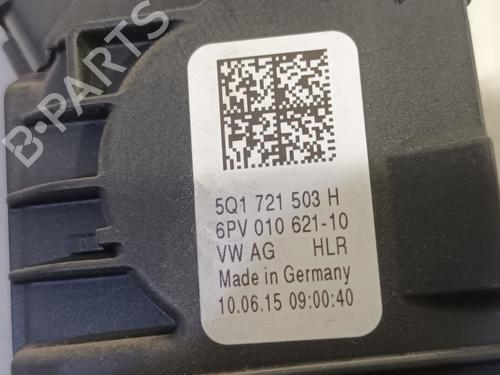 B-PARTS
5Q1 721 503 H
6PV 010 621-10
VW AG HLR
Made in Germany
10.06.15 09:00:40